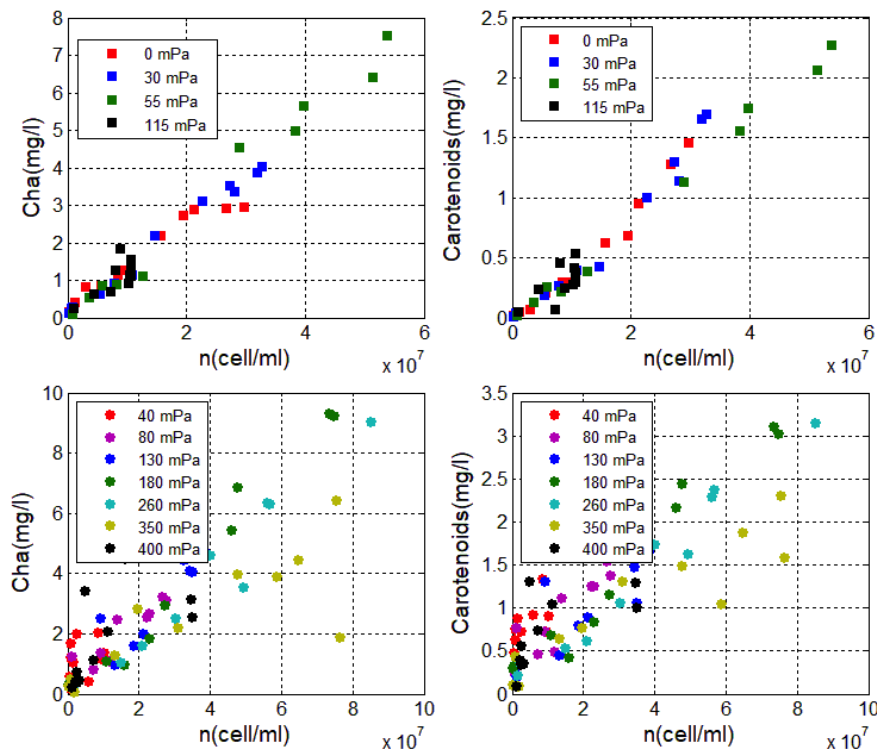 8
7
6
5
4
3
2
1
0
Cha(mg/l)
0 mPa
30 mPa
55 mPa
115 mPa
0 2 4 6
n(cell/ml)
x 10^7
2.5
2
1.5
1
0.5
0
Carotenoids(mg/l)
0 mPa
30 mPa
55 mPa
115 mPa
0 2 4 6
n(cell/ml)
x 10^7
10
8
6
4
2
0
Cha(mg/l)
40 mPa
80 mPa
130 mPa
180 mPa
260 mPa
350 mPa
400 mPa
0 2 4 6 8 10
n(cell/ml)
x 10^7
3.5
3
2.5
2
1.5
1
0.5
0
Carotenoids(mg/l)
40 mPa
80 mPa
130 mPa
180 mPa
260 mPa
350 mPa
400 mPa
0 2 4 6 8 10
n(cell/ml)
x 10^7